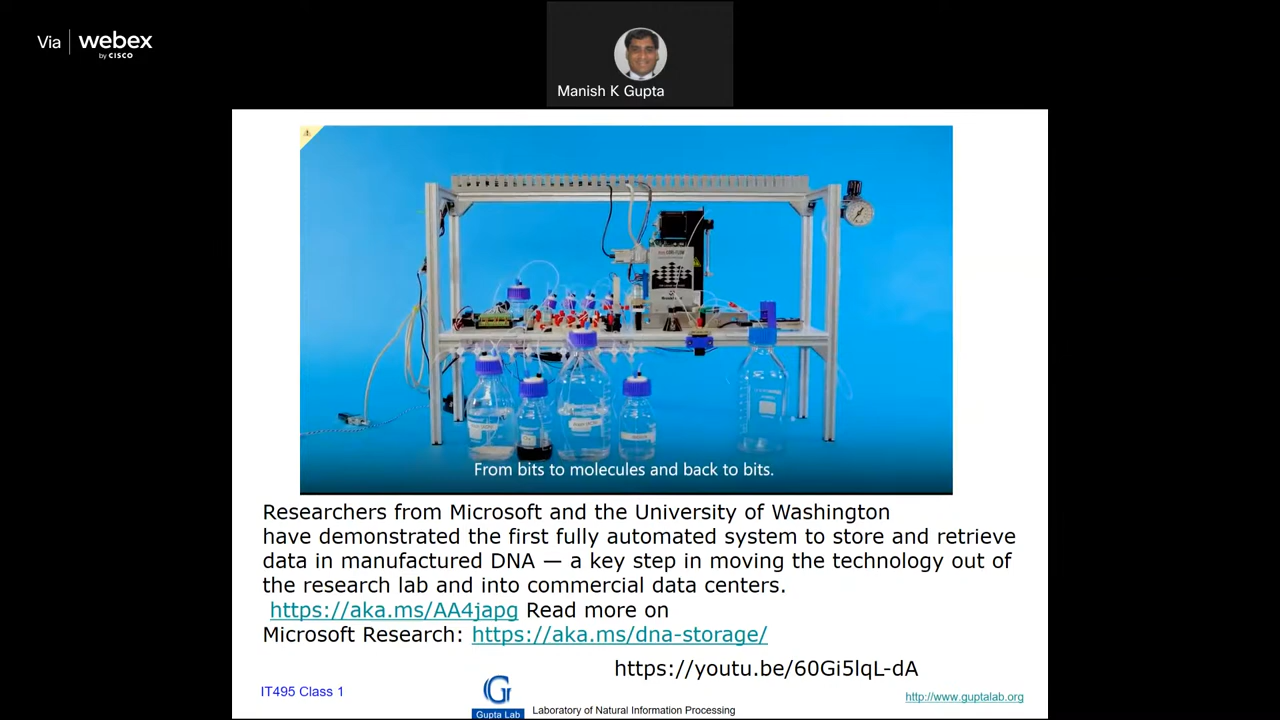 Via webex
by CISCO
Manish K Gupta
From bits to molecules and back to bits.
Researchers from Microsoft and the University of Washington
have demonstrated the first fully automated system to store and retrieve
data in manufactured DNA — a key step in moving the technology out of
the research lab and into commercial data centers.
https://aka.ms/AA4japg Read more on
Microsoft Research: https://aka.ms/dna-storage/
https://youtu.be/60Gi5lqL-dA
IT495 Class 1
G
Gupta Lab
Laboratory of Natural Information Processing
http://www.guptalab.org